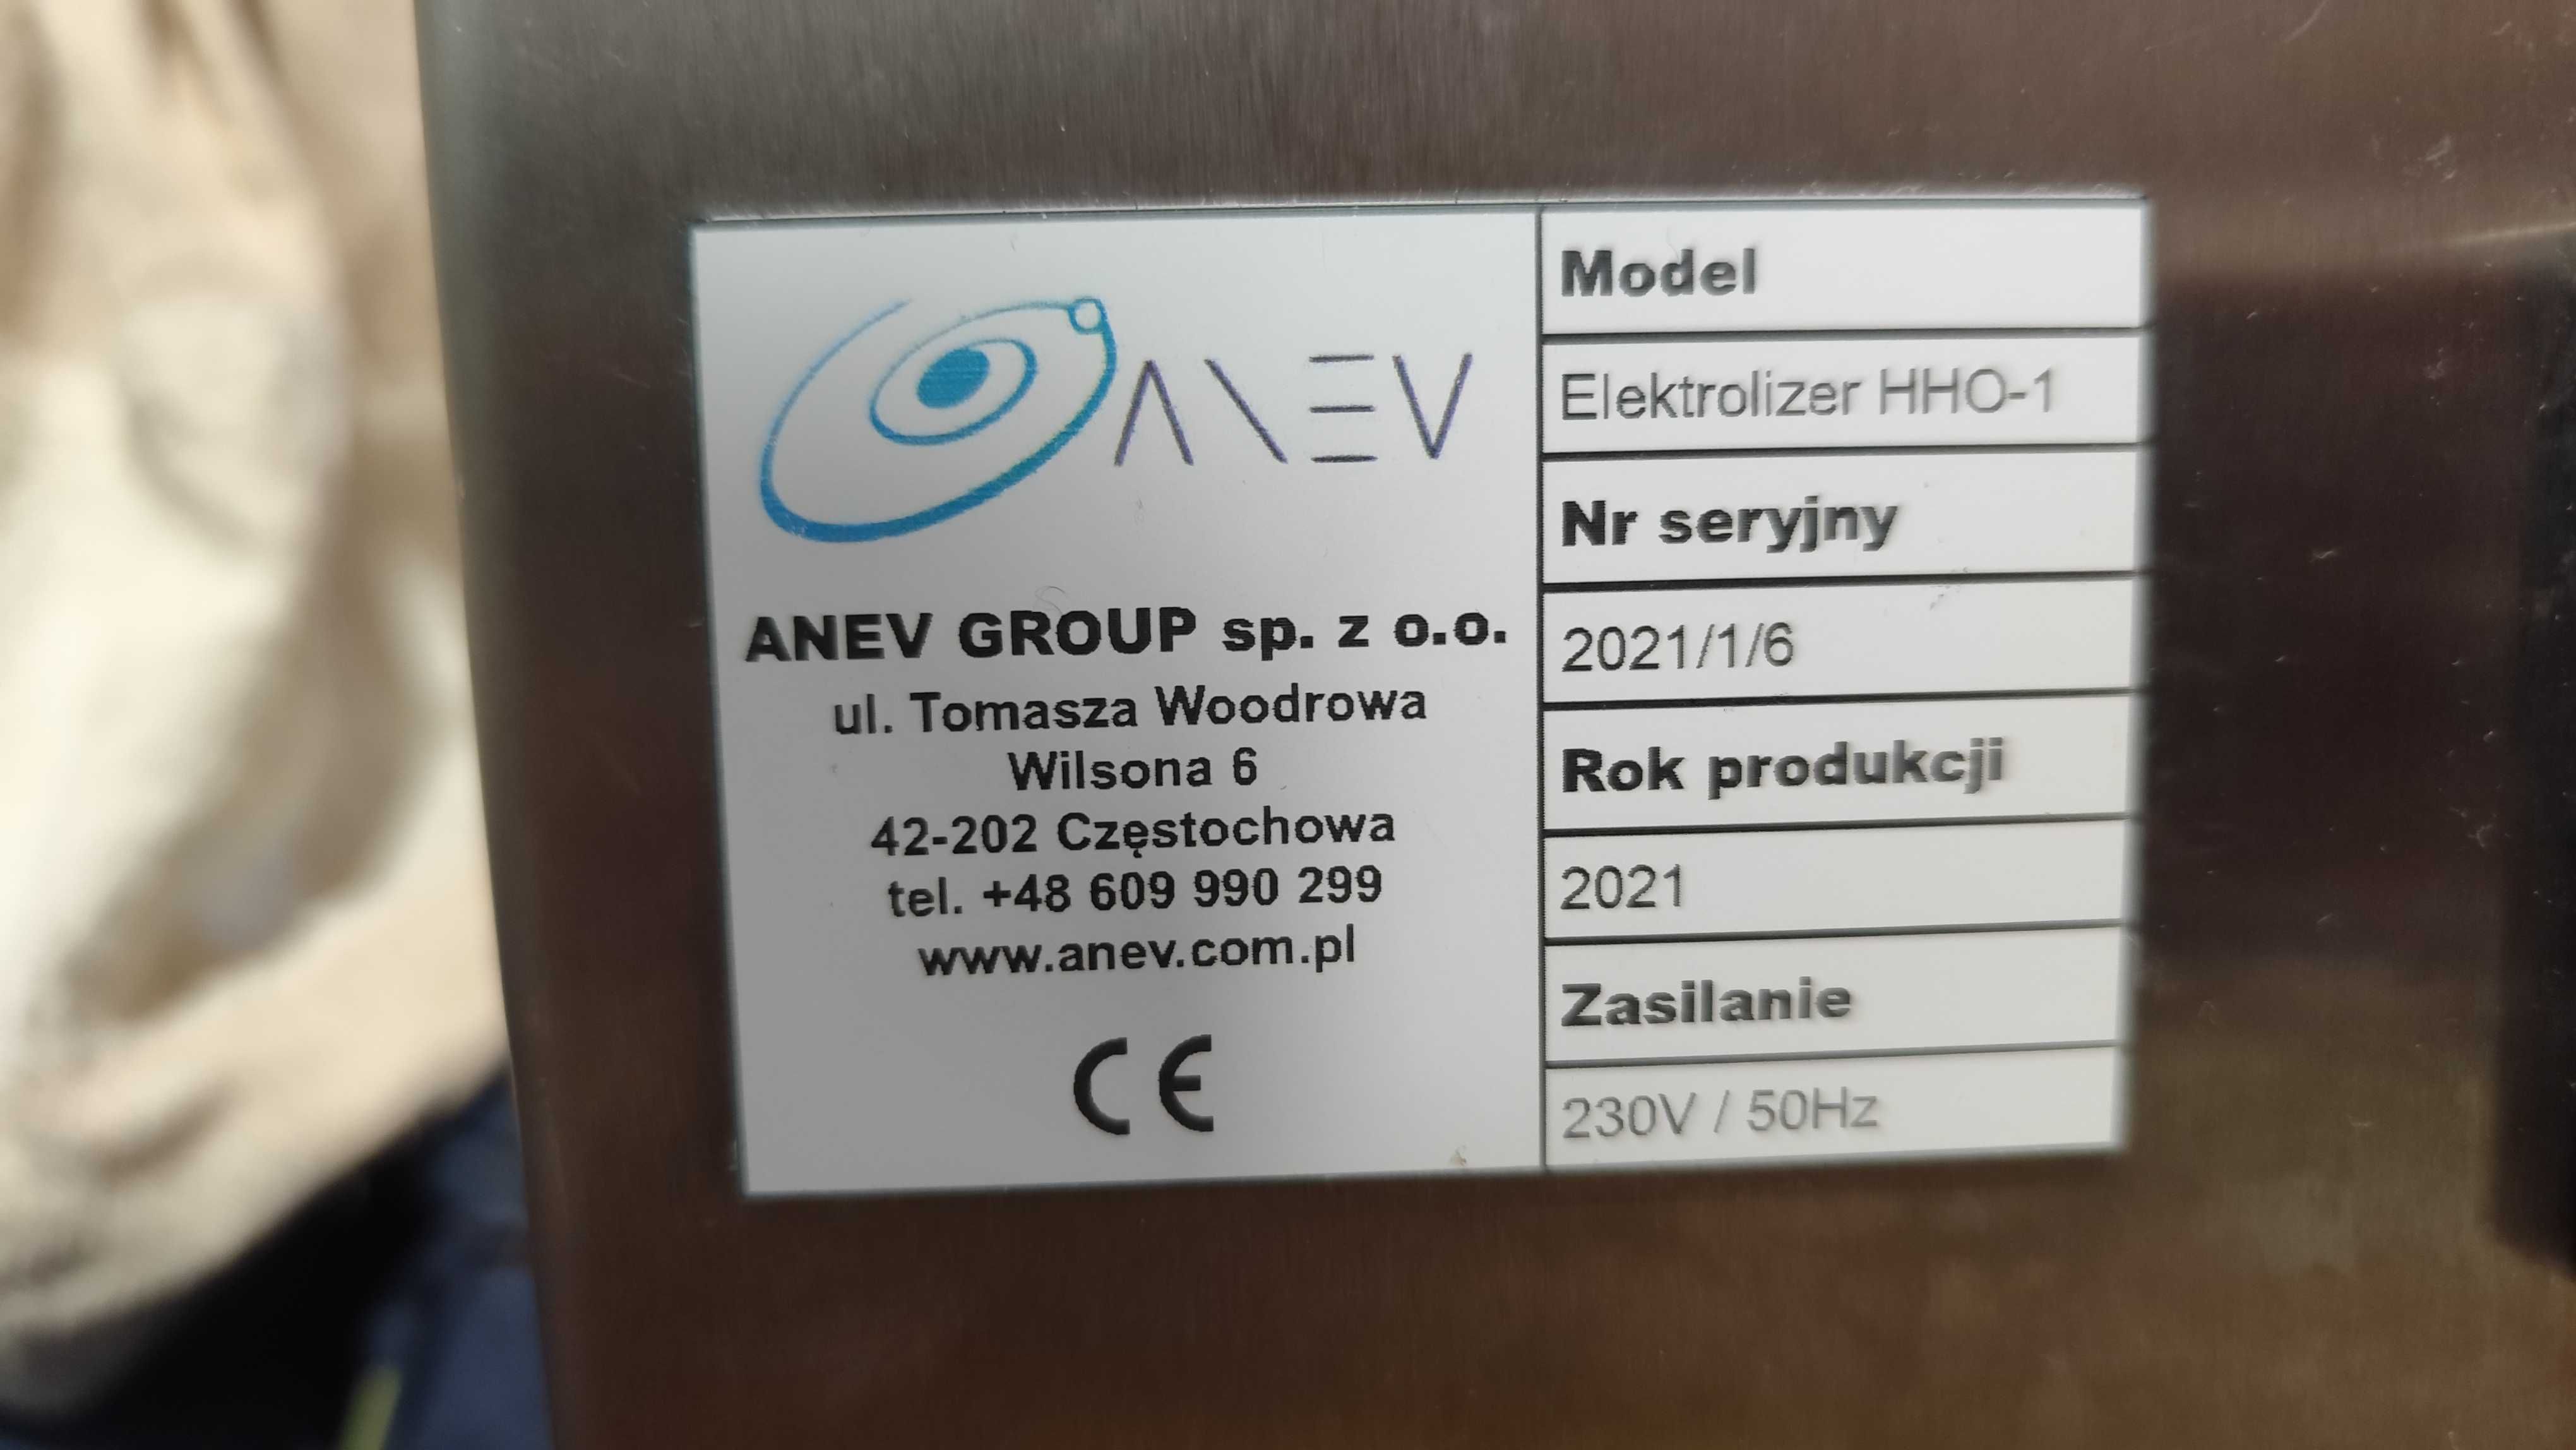 ANEV
ANEV GROUP sp. z o.o.
ul. Tomasza Woodrowa
Wilsona 6
42-202 Częstochowa
tel. +48 609 990 299
www.anev.com.pl
CE
Model
Elektrolizer HHO-1
Nr seryjny
2021/1/6
Rok produkcji
2021
Zasilanie
230V / 50Hz